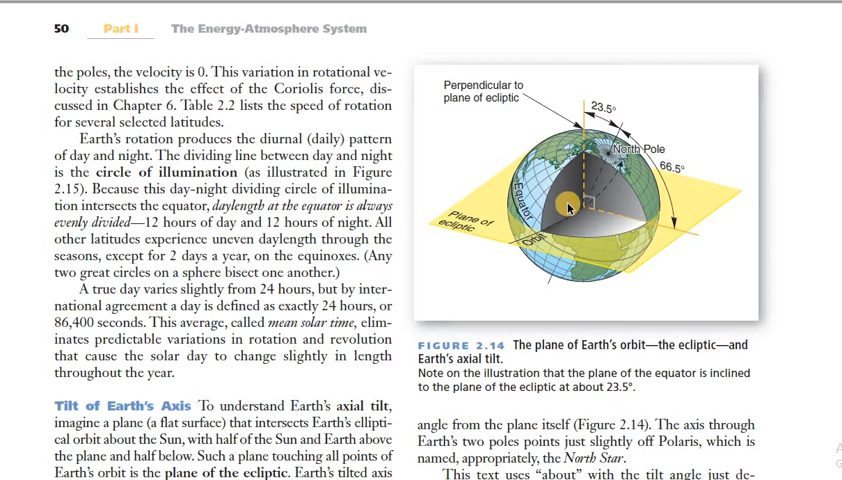 50 Part I The Energy-Atmosphere System
the poles, the velocity is 0. This variation in rotational ve-
locity establishes the effect of the Coriolis force, dis-
cussed in Chapter 6. Table 2.2 lists the speed of rotation
for several selected latitudes.
Earth's rotation produces the diurnal (daily) pattern
of day and night. The dividing line between day and night
is the circle of illumination (as illustrated in Figure
2.15). Because this day-night dividing circle of illumina-
tion intersects the equator, daylength at the equator is always
evenly divided—12 hours of day and 12 hours of night. All
other latitudes experience uneven daylength through the
seasons, except for 2 days a year, on the equinoxes. (Any
two great circles on a sphere bisect one another.)
A true day varies slightly from 24 hours, but by inter-
national agreement a day is defined as exactly 24 hours, or
86,400 seconds. This average, called mean solar time, elim-
inates predictable variations in rotation and revolution
that cause the solar day to change slightly in length
throughout the year.
Tilt of Earth's Axis To understand Earth's axial tilt,
imagine a plane (a flat surface) that intersects Earth's ellipti-
cal orbit about the Sun, with half of the Sun and Earth above
the plane and half below. Such a plane touching all points of
Earth's orbit is the plane of the ecliptic. Earth's tilted axis
Perpendicular to
plane of ecliptic
23.5°
North Pole
66.5°
Equator
Plane of
ecliptic
Orbit
FIGURE 2.14 The plane of Earth's orbit—the ecliptic—and
Earth's axial tilt.
Note on the illustration that the plane of the equator is inclined
to the plane of the ecliptic at about 23.5°.
angle from the plane itself (Figure 2.14). The axis through
Earth's two poles points just slightly off Polaris, which is
named, appropriately, the North Star.
This text uses "about" with the tilt angle just de-